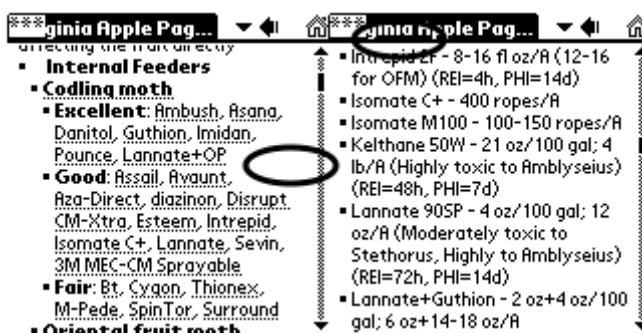 ***ginia Apple Pag...
affecting the fruit directly
Internal Feeders
Codling moth
Excellent: Ambush, Asana,
Danitol, Guthion, Imidan,
Pounce, Lannate+OP
Good: Assail, Avaunt,
Aza-Direct, diazinon, Disrupt
CM-Xtra, Esteem, Intrepid,
Isomate C+, Lannate, Sevin,
3M MEC-CM Sprayable
Fair: Bt, Cygon, Thionex,
M-Pede, SpinTor, Surround
Oriental fruit moth
***ginia Apple Pag...
Intrepid 2F - 8-16 fl oz/A (12-16
for OFM) (REI=4h, PHI=14d)
Isomate C+ - 400 ropes/A
Isomate M100 - 100-150 ropes/A
Kelthane 50W - 21 oz/100 gal; 4
lb/A (Highly toxic to Amblyseius)
(REI=48h, PHI=7d)
Lannate 90SP - 4 oz/100 gal; 12
oz/A (Moderately toxic to
Stethorus, Highly to Amblyseius)
(REI=72h, PHI=14d)
Lannate+Guthion - 2 oz+4 oz/100
gal; 6 oz+14-18 oz/A